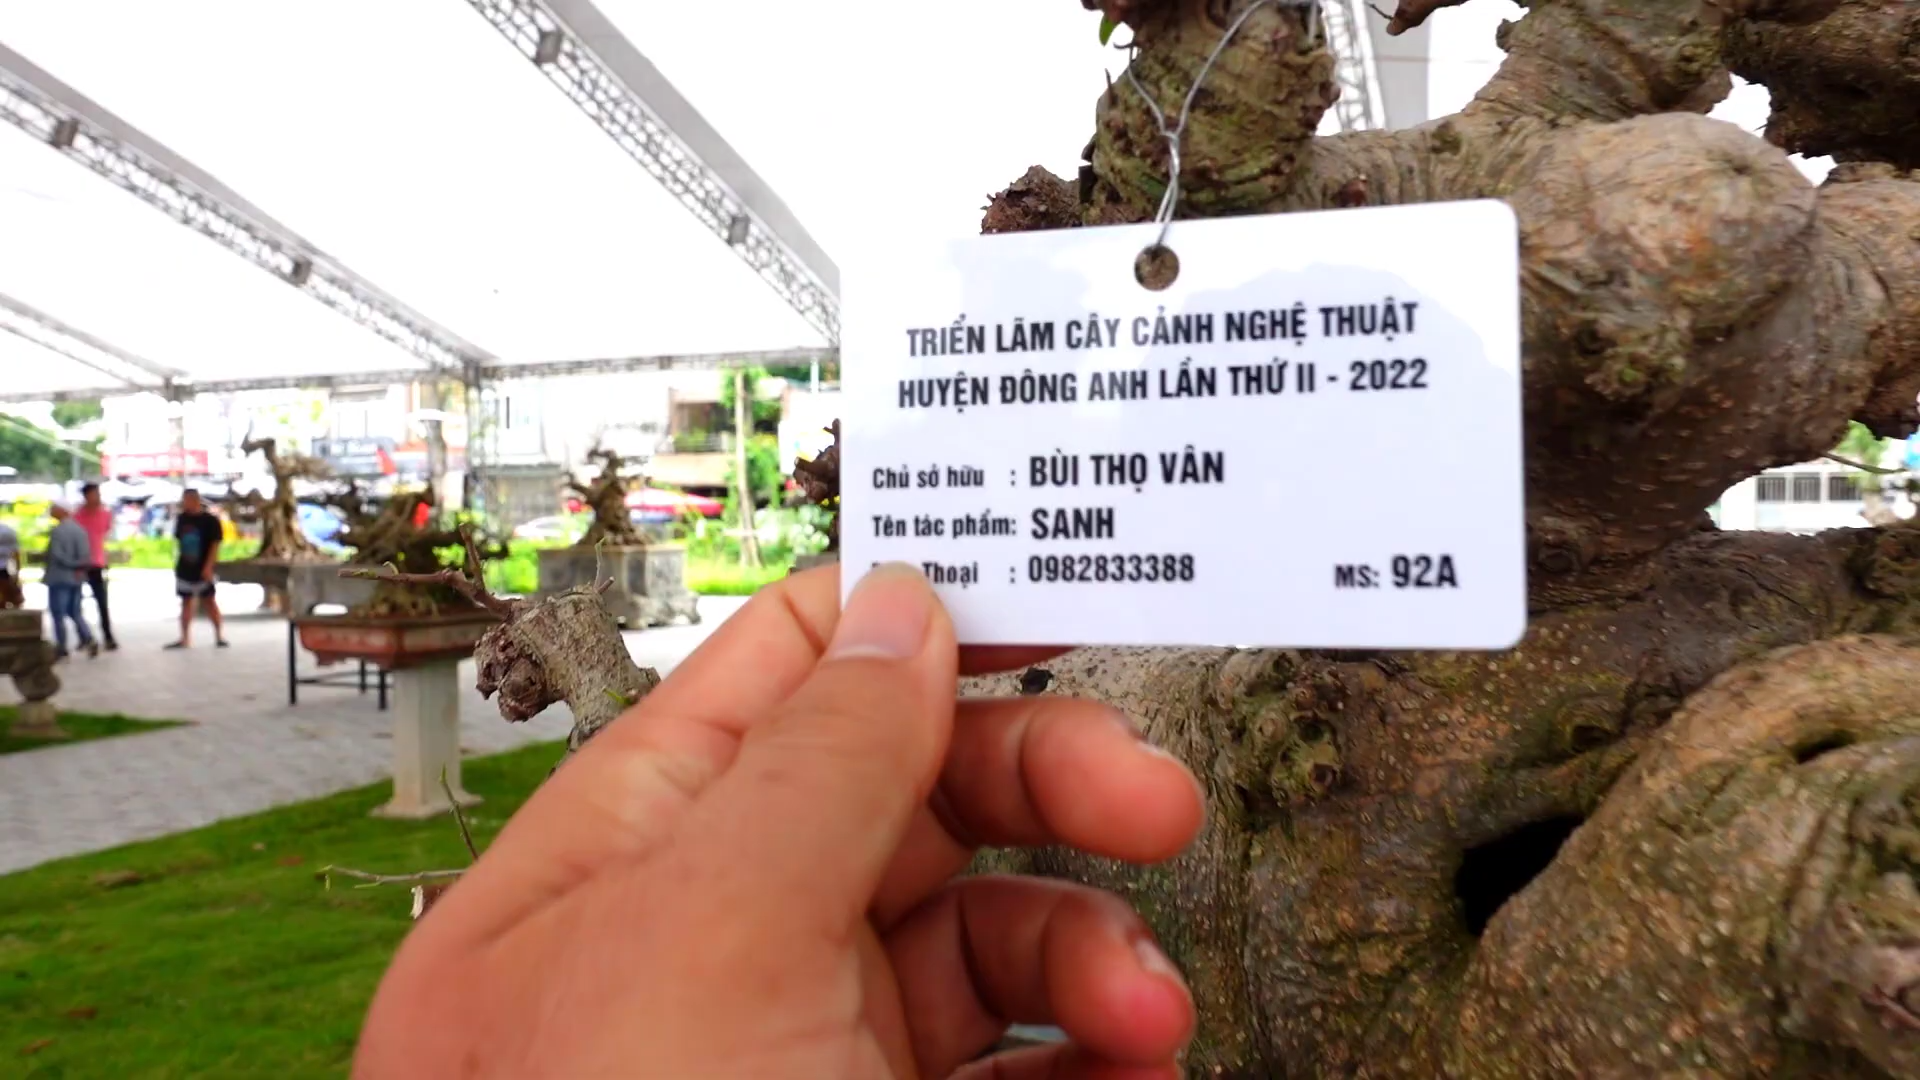 TRIỂN LÃM CÂY CẢNH NGHỆ THUẬT
HUYỆN ĐÔNG ANH LẦN THỨ II - 2022
Chủ sở hữu : BÙI THỌ VÂN
Tên tác phẩm: SANH
Thoại : 0982833388 MS: 92A